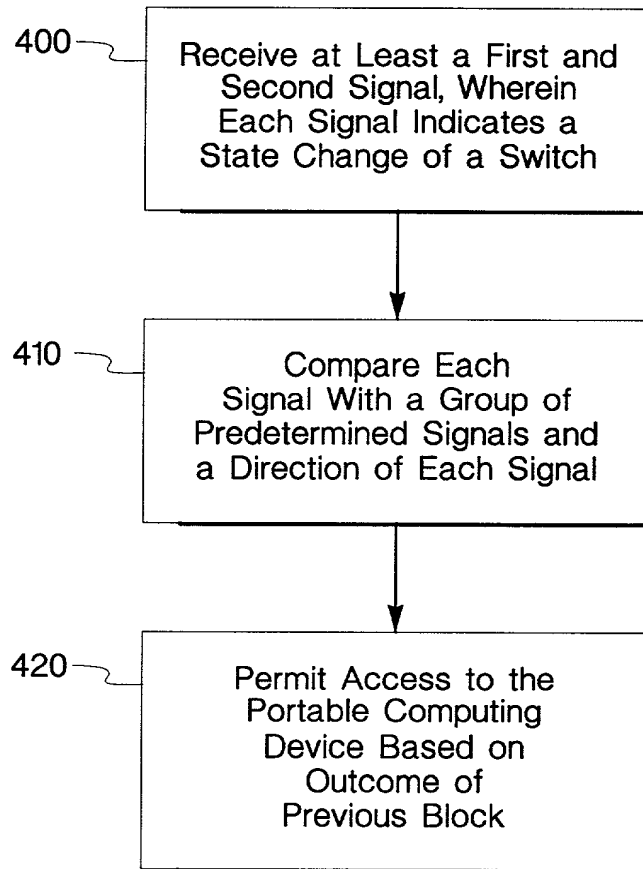 400
Receive at Least a First and
Second Signal, Wherein
Each Signal Indicates a
State Change of a Switch
410
Compare Each
Signal With a Group of
Predetermined Signals and
a Direction of Each Signal
420
Permit Access to the
Portable Computing
Device Based on
Outcome of
Previous Block